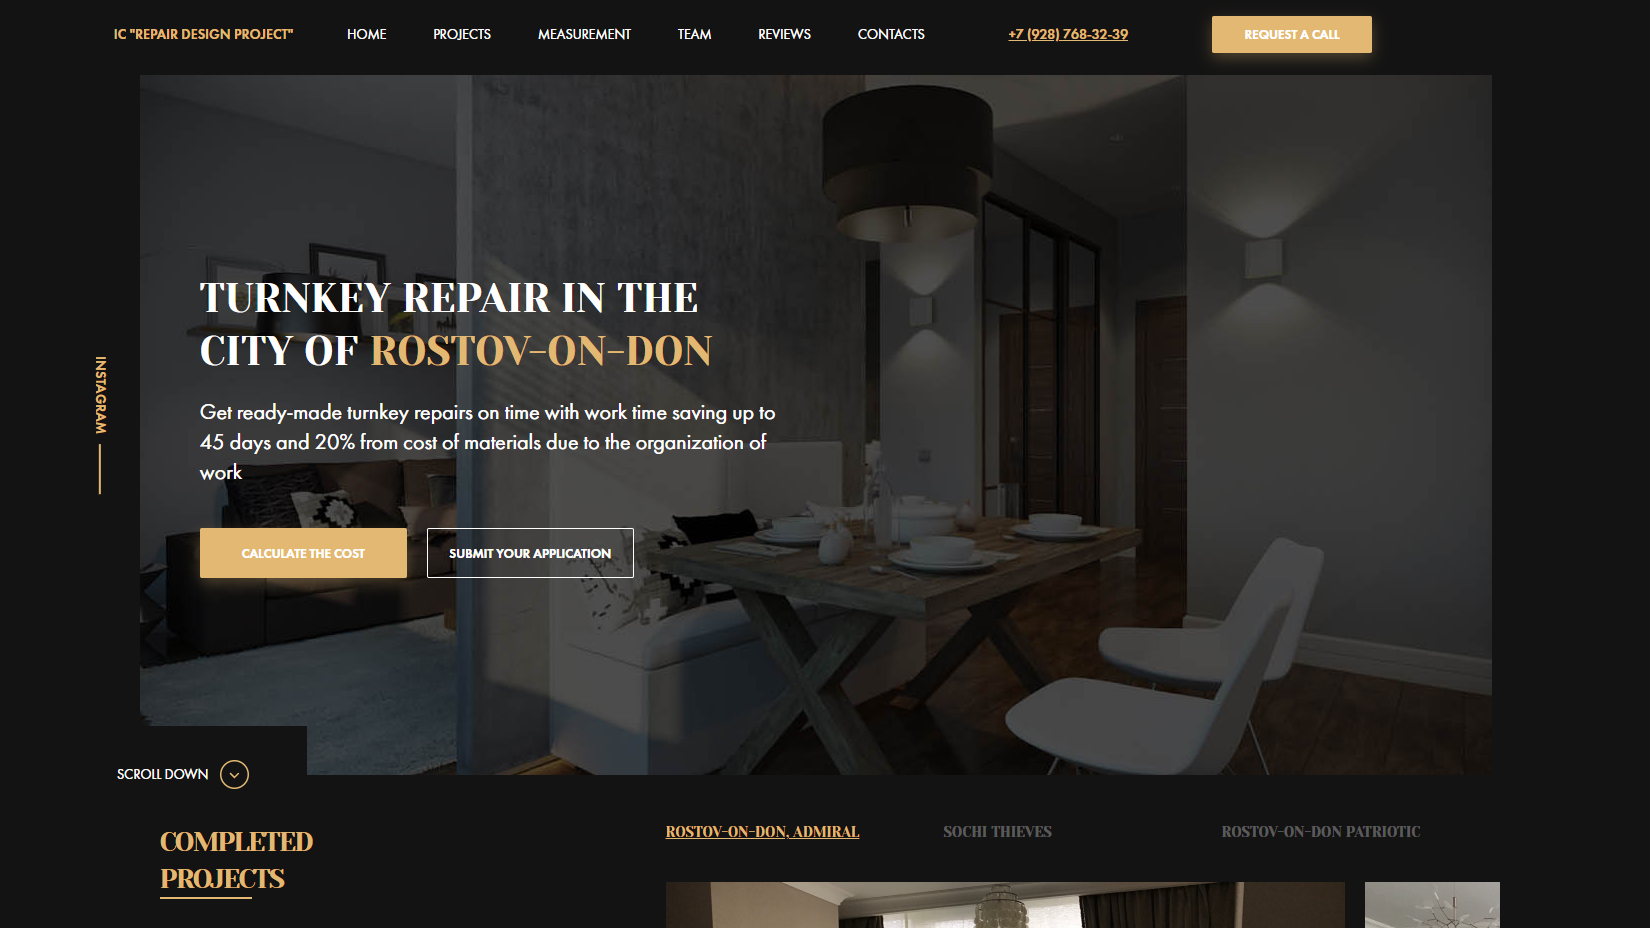 IC "REPAIR DESIGN PROJECT"
HOME
PROJECTS
MEASUREMENT
TEAM
REVIEWS
CONTACTS
+7 (928) 768-32-39
REQUEST A CALL
INSTAGRAM
TURNKEY REPAIR IN THE
CITY OF ROSTOV-ON-DON
Get ready-made turnkey repairs on time with work time saving up to
45 days and 20% from cost of materials due to the organization of
work
CALCULATE THE COST
SUBMIT YOUR APPLICATION
SCROLL DOWN
COMPLETED
PROJECTS
ROSTOV-ON-DON, ADMIRAL
SOCHI THIEVES
ROSTOV-ON-DON PATRIOTIC